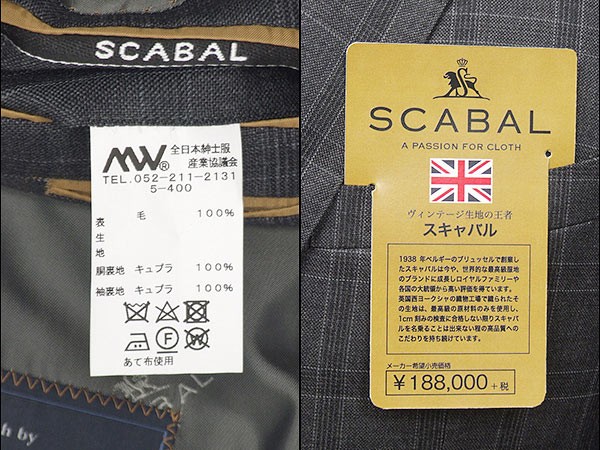 SCABAL
MW® 全日本紳士服
産業協議会
TEL.052-211-2131
5-400
表 毛 100%
生
地
胴裏地 キュプラ 100%
袖裏地 キュプラ 100%
F
W
あて布使用
SCABAL
h by
SCABAL
A PASSION FOR CLOTH
ヴィンテージ生地の王者
スキャバル
1938 年ベルギーのブリュッセルで創意し
たスキャバルは今や、世界的な最高級服地
のブランドに成長しロイヤルファミリーや
各国の大統領から高い評価を得ています。
英国西ヨークシャの織物工場で織られたそ
の生地は、最高級の原材料のみを使用し、
1cm 刻みの検査に合格しない限りスキャバ
ルを名乗ることは出来ない程の高品質への
こだわりを持ち続けています。
メーカー希望小売価格
¥188,000+税